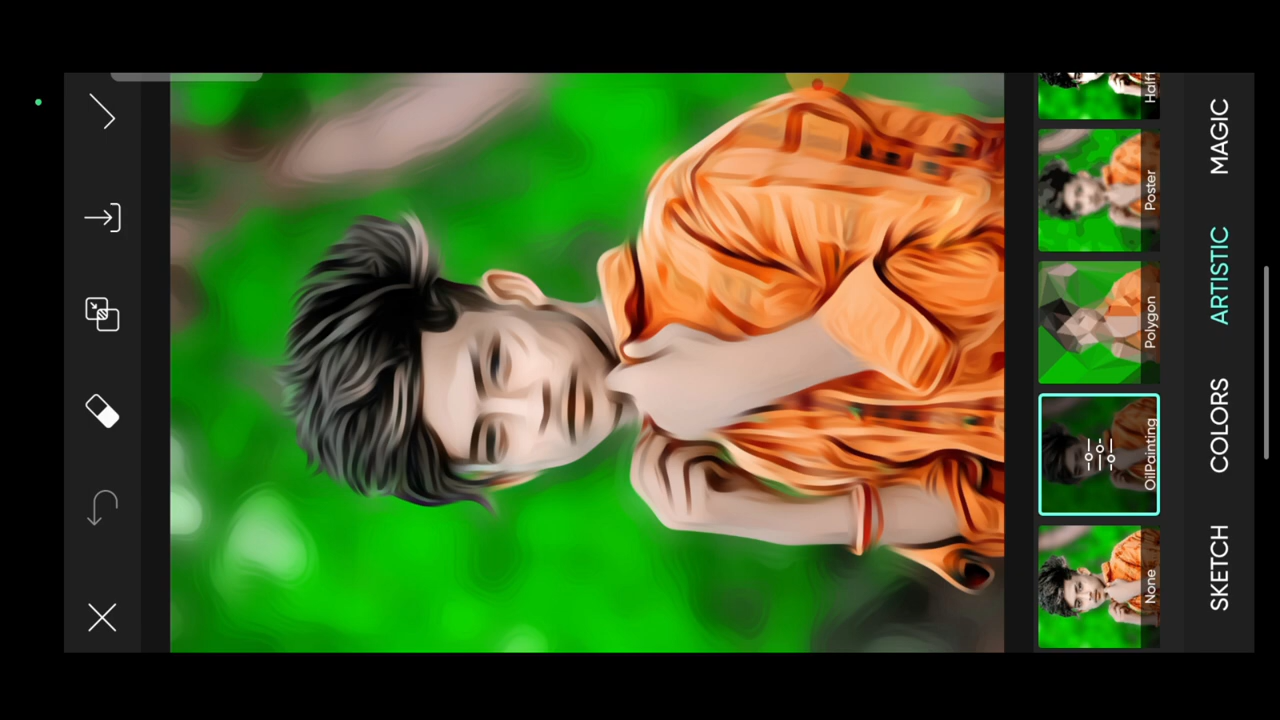 None
OilPainting
Polygon
Poster
SKETCH
COLORS
ARTISTIC
MAGIC